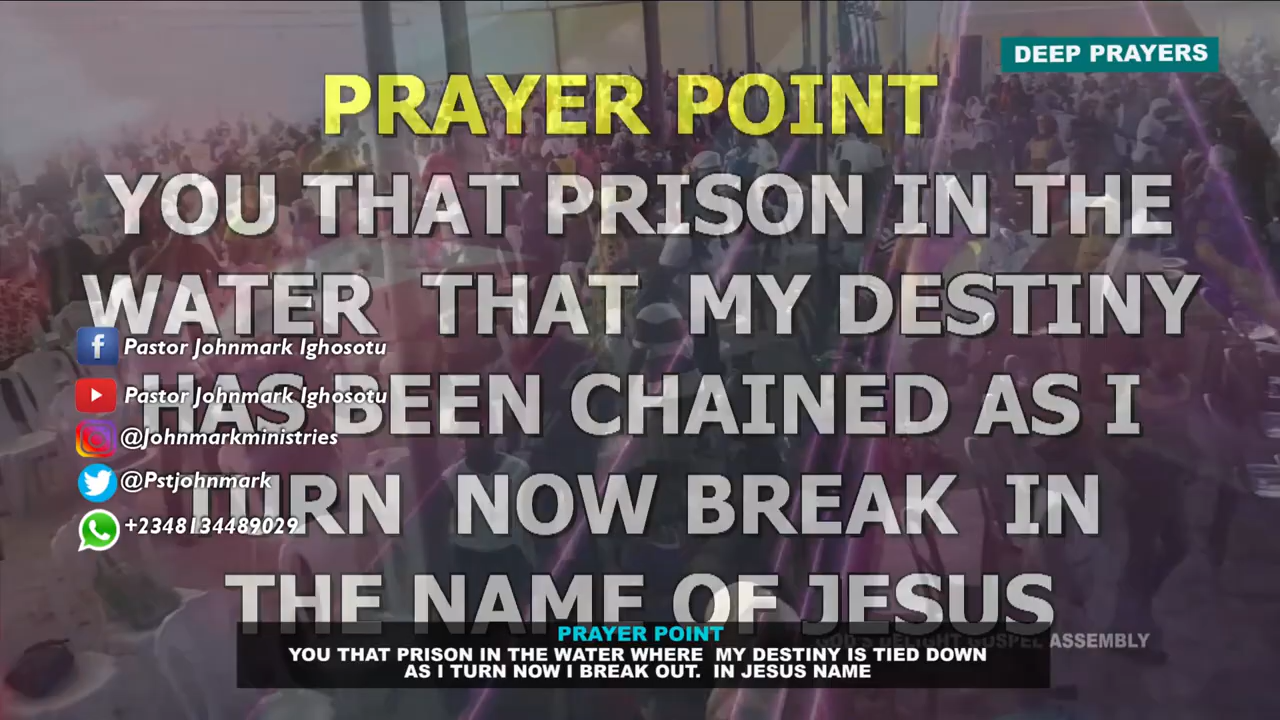 DEEP PRAYERS
PRAYER POINT
YOU THAT PRISON IN THE
WATER THAT MY DESTINY
HAS BEEN CHAINED AS I
TURN NOW BREAK IN
THE NAME OF JESUS
Pastor Johnmark Ighosotu
Pastor Johnmark Ighosotu
@Johnmarkministries
@Pstjohnmark
+2348134489029
GOD'S DELIGHT GOSPEL ASSEMBLY
PRAYER POINT
YOU THAT PRISON IN THE WATER WHERE MY DESTINY IS TIED DOWN
AS I TURN NOW I BREAK OUT. IN JESUS NAME